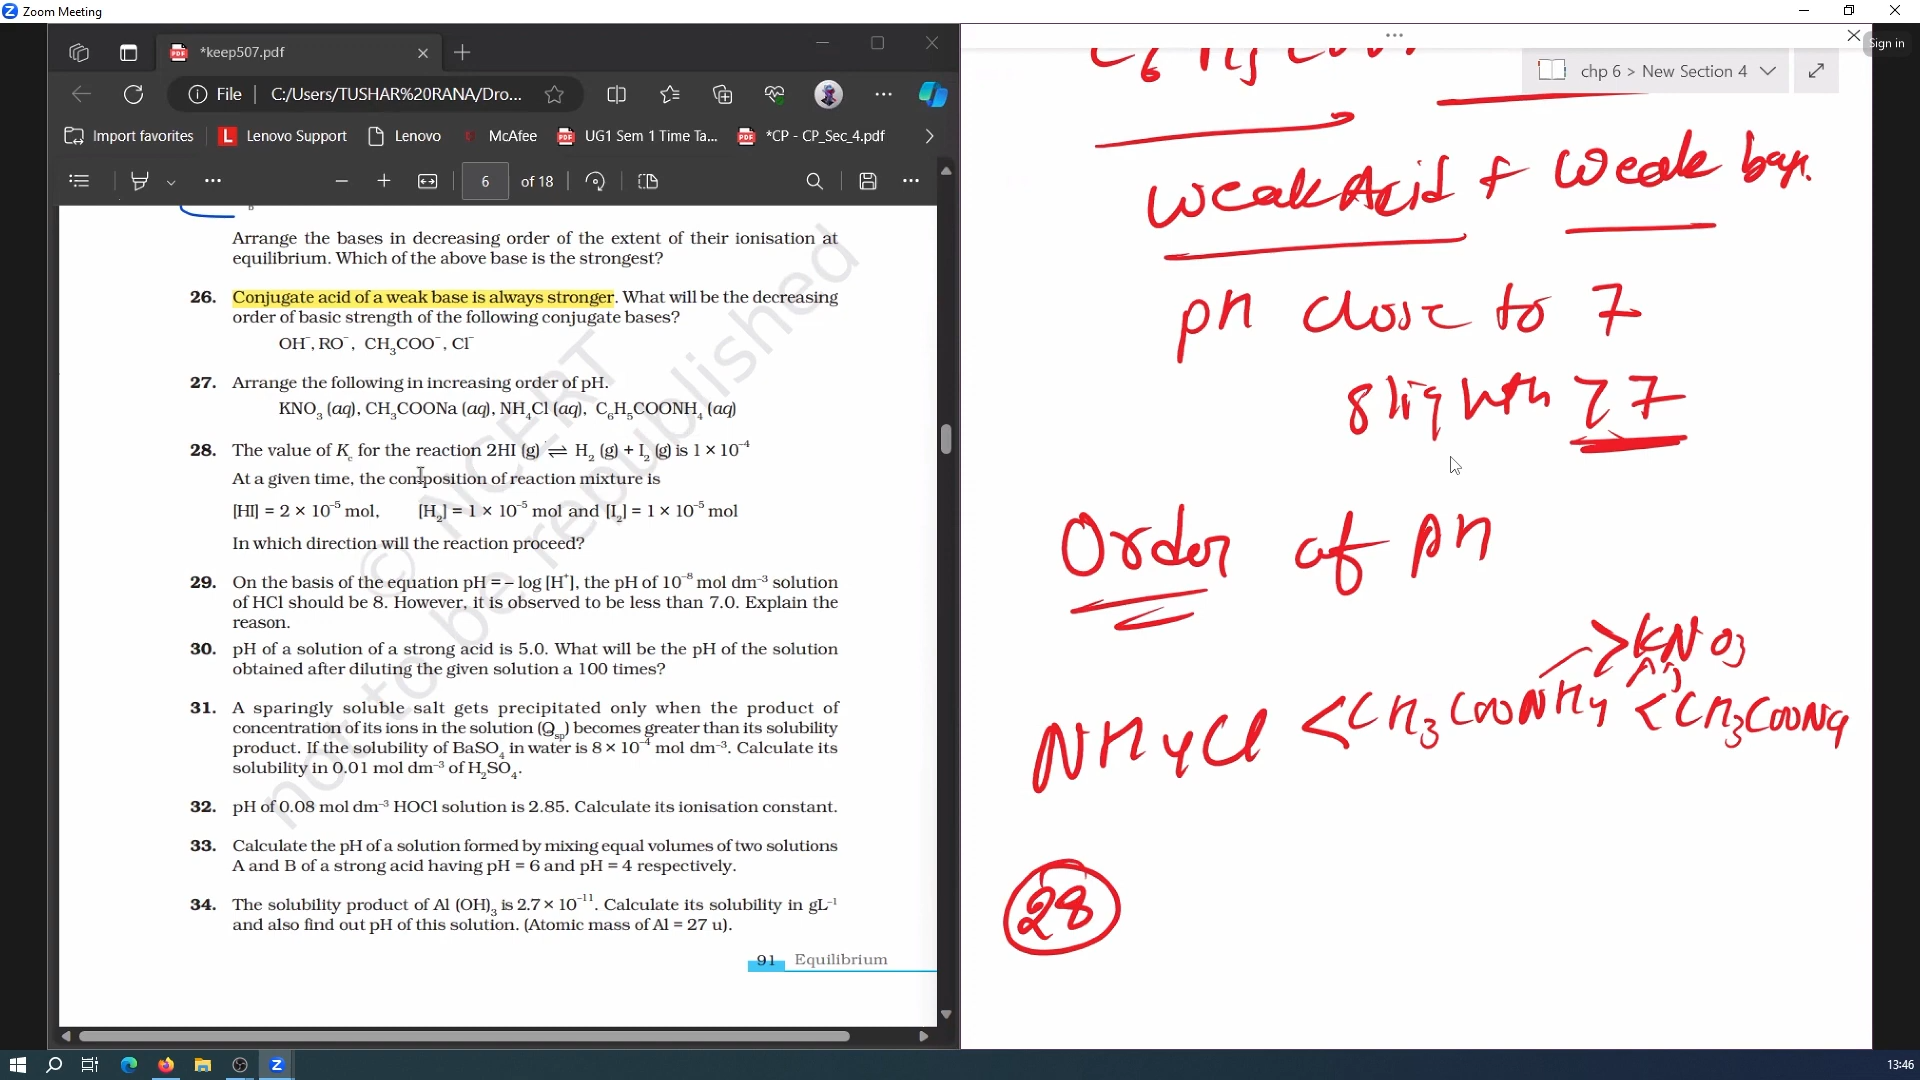 Zoom Meeting
*keep507.pdf
File
C:/Users/TUSHAR%20RANA/Dro...
Import favorites
Lenovo Support
Lenovo
McAfee
UG1 Sem 1 Time Ta...
*CP - CP_Sec_4.pdf
6 of 18
Arrange the bases in decreasing order of the extent of their ionisation at
equilibrium. Which of the above base is the strongest?
26. Conjugate acid of a weak base is always stronger. What will be the decreasing
order of basic strength of the following conjugate bases?
OH⁻, RO⁻, CH₃COO⁻, Cl⁻
27. Arrange the following in increasing order of pH.
KNO₃ (aq), CH₃COONa (aq), NH₄Cl (aq), C₆H₅COONH₄ (aq)
28. The value of K꜀ for the reaction 2HI (g) ⇌ H₂ (g) + I₂ (g) is 1 × 10⁻⁴
At a given time, the composition of reaction mixture is
[HI] = 2 × 10⁻⁵ mol, [H₂] = 1 × 10⁻⁵ mol and [I₂] = 1 × 10⁻⁵ mol
In which direction will the reaction proceed?
29. On the basis of the equation pH = – log [H⁺], the pH of 10⁻⁸ mol dm⁻³ solution
of HCl should be 8. However, it is observed to be less than 7.0. Explain the
reason.
30. pH of a solution of a strong acid is 5.0. What will be the pH of the solution
obtained after diluting the given solution a 100 times?
31. A sparingly soluble salt gets precipitated only when the product of
concentration of its ions in the solution (Qsp) becomes greater than its solubility
product. If the solubility of BaSO₄ in water is 8 × 10⁻⁴ mol dm⁻³. Calculate its
solubility in 0.01 mol dm⁻³ of H₂SO₄.
32. pH of 0.08 mol dm⁻³ HOCl solution is 2.85. Calculate its ionisation constant.
33. Calculate the pH of a solution formed by mixing equal volumes of two solutions
A and B of a strong acid having pH = 6 and pH = 4 respectively.
34. The solubility product of Al (OH)₃ is 2.7 × 10⁻¹¹. Calculate its solubility in gL⁻¹
and also find out pH of this solution. (Atomic mass of Al = 27 u).
91 Equilibrium
© NCERT
not to be republished
Sign in
chp 6 > New Section 4
Weak Acid + Weak
pH close to 7
>7
Order of pH
>KNO₃
NH₄Cl <CH₃COONH₄ <CH₃COONa
28
13:46